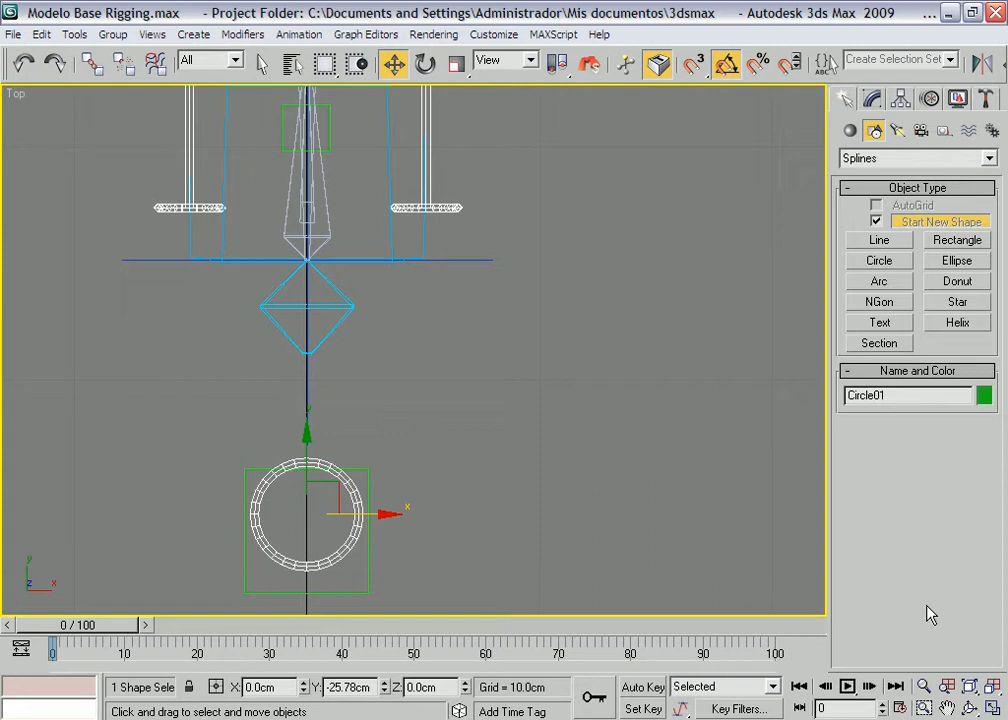 Modelo Base Rigging.max - Project Folder: C:\Documents and Settings\Administrador\Mis documentos\3dsmax - Autodesk 3ds Max 2009 ...
File Edit Tools Group Views Create Modifiers Animation Graph Editors Rendering Customize MAXScript Help
All View 3 % ABC Create Selection Set
Top
Splines
- Object Type
AutoGrid
Start New Shape
Line Rectangle
Circle Ellipse
Arc Donut
NGon Star
Text Helix
Section
- Name and Color
Circle01
y
x
y
z x
< 0 / 100 >
0 10 20 30 40 50 60 70 80 90 100
1 Shape Sele X: 0.0cm Y: -25.78cm Z: 0.0cm Grid = 10.0cm Auto Key Selected
Click and drag to select and move objects Add Time Tag Set Key Key Filters... 0